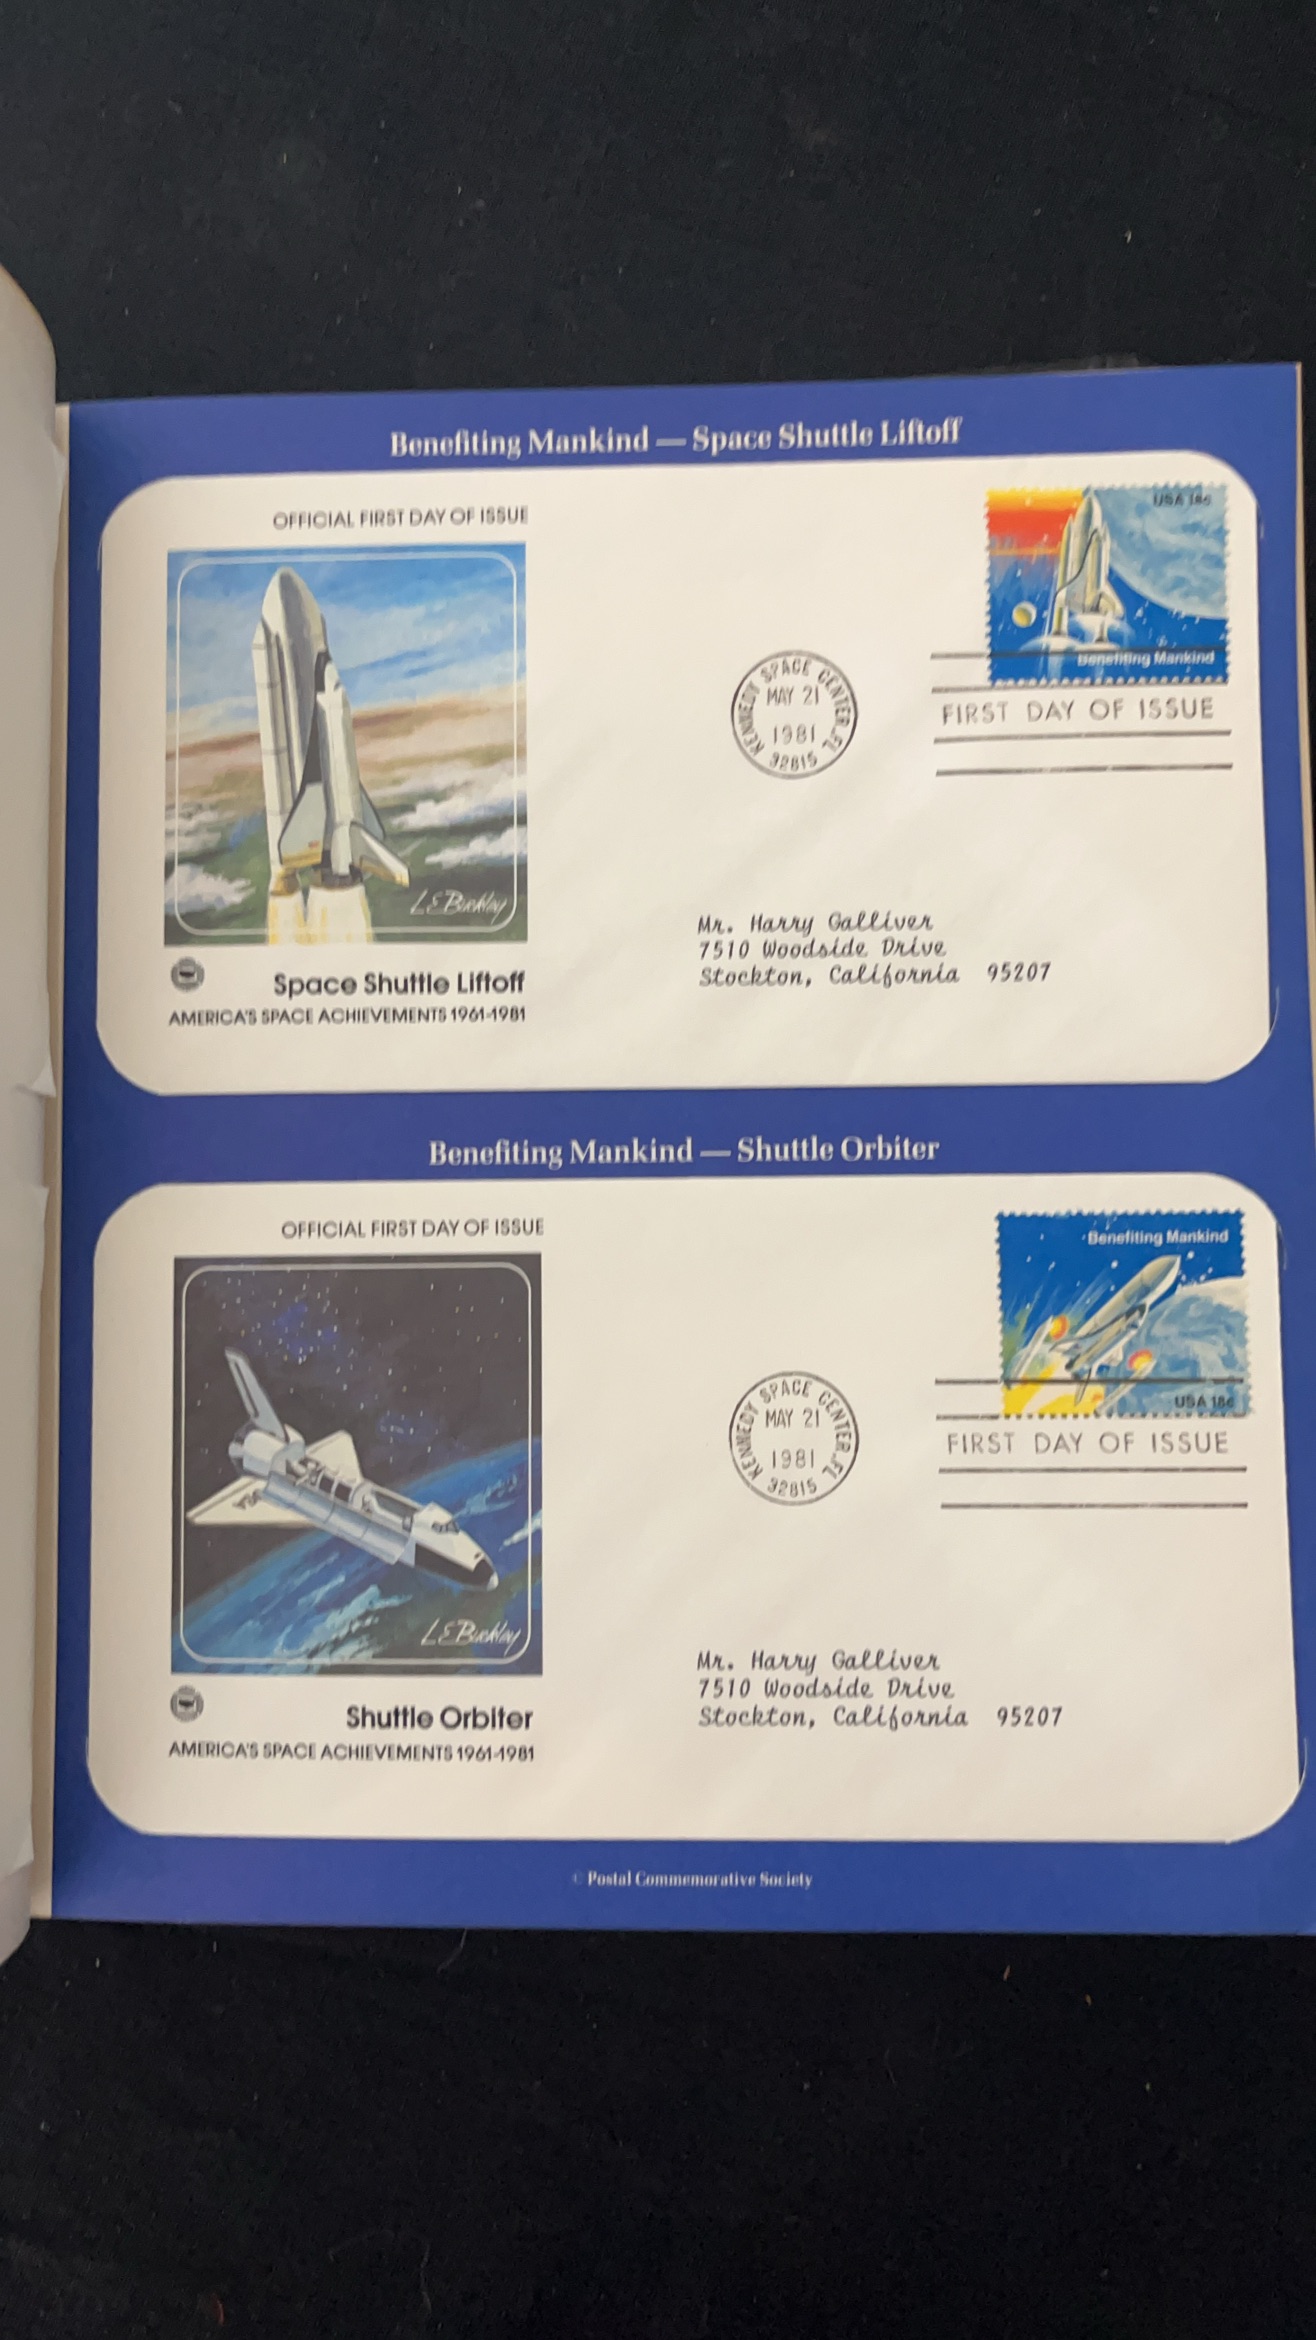 Benefiting Mankind — Space Shuttle Liftoff
OFFICIAL FIRST DAY OF ISSUE
USA 18c
Benefiting Mankind
KENNEDY SPACE CENTER, FL
MAY 21
1981
32815
FIRST DAY OF ISSUE
L E Buckley
Mr. Harry Galliver
7510 Woodside Drive
Stockton, California 95207
Space Shuttle Liftoff
AMERICA'S SPACE ACHIEVEMENTS 1961-1981
Benefiting Mankind — Shuttle Orbiter
OFFICIAL FIRST DAY OF ISSUE
Benefiting Mankind
USA 18c
KENNEDY SPACE CENTER, FL
MAY 21
1981
32815
FIRST DAY OF ISSUE
L E Buckley
Mr. Harry Galliver
7510 Woodside Drive
Stockton, California 95207
Shuttle Orbiter
AMERICA'S SPACE ACHIEVEMENTS 1961-1981
© Postal Commemorative Society